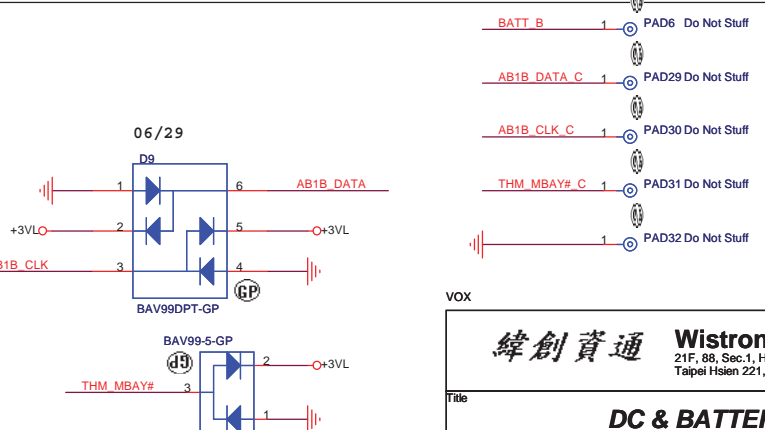 BATT_B 1 PAD6 Do Not Stuff
AB1B_DATA_C 1 PAD29 Do Not Stuff
AB1B_CLK_C 1 PAD30 Do Not Stuff
THM_MBAY#_C 1 PAD31 Do Not Stuff
1 PAD32 Do Not Stuff
06/29
D9
1 6 AB1B_DATA
+3VL 2 5 +3VL
B1B_CLK 3 4
GP
BAV99DPT-GP
BAV99-5-GP
GP
2 +3VL
THM_MBAY# 3
1
VOX
緯創資通 Wistron
21F, 88, Sec.1, H
Taipei Hsien 221,
Title
DC & BATTE